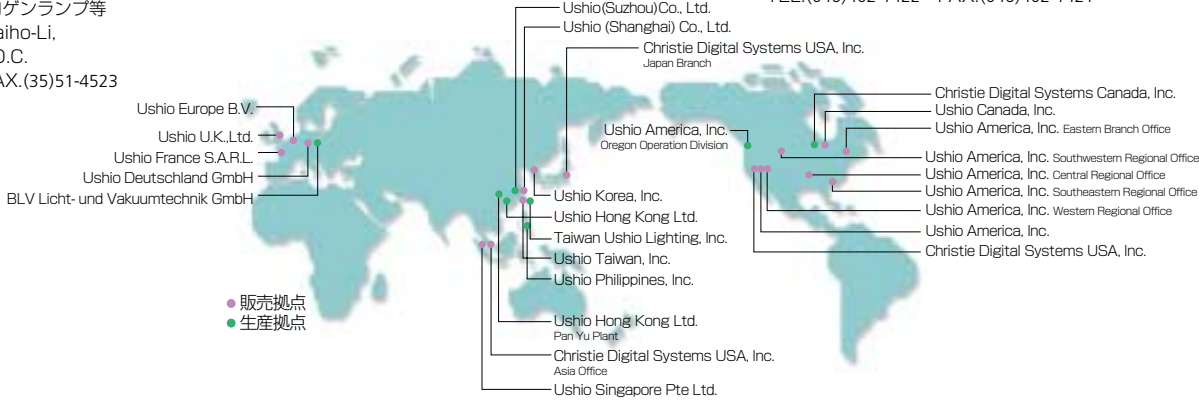 ロゲンランプ等
aiho-Li,
O.C.
AX.(35)51-4523
Ushio(Suzhou)Co., Ltd.
Ushio (Shanghai) Co., Ltd.
Christie Digital Systems USA, Inc.
Japan Branch
Ushio Europe B.V.
Ushio U.K.,Ltd.
Ushio France S.A.R.L.
Ushio Deutschland GmbH
BLV Licht- und Vakuumtechnik GmbH
Ushio America, Inc.
Oregon Operation Division
Christie Digital Systems Canada, Inc.
Ushio Canada, Inc.
Ushio America, Inc. Eastern Branch Office
Ushio America, Inc. Southwestern Regional Office
Ushio America, Inc. Central Regional Office
Ushio America, Inc. Southeastern Regional Office
Ushio America, Inc. Western Regional Office
Ushio America, Inc.
Christie Digital Systems USA, Inc.
Ushio Korea, Inc.
Ushio Hong Kong Ltd.
Taiwan Ushio Lighting, Inc.
Ushio Taiwan, Inc.
Ushio Philippines, Inc.
Ushio Hong Kong Ltd.
Pan Yu Plant
Christie Digital Systems USA, Inc.
Asia Office
Ushio Singapore Pte Ltd.
販売拠点
生産拠点